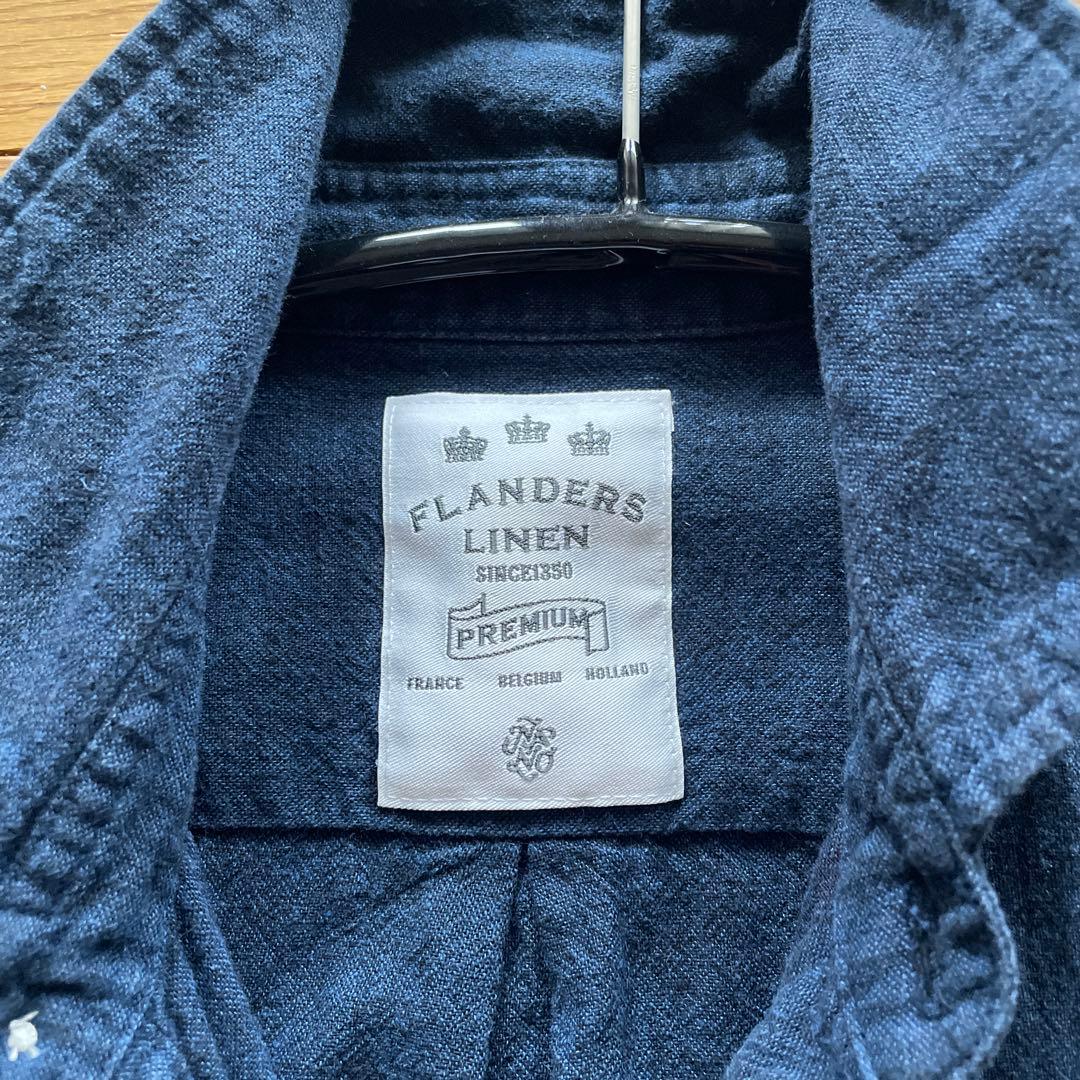 FLANDERS
LINEN
SINCE1350
PREMIUM
FRANCE BELGIUM HOLLAND